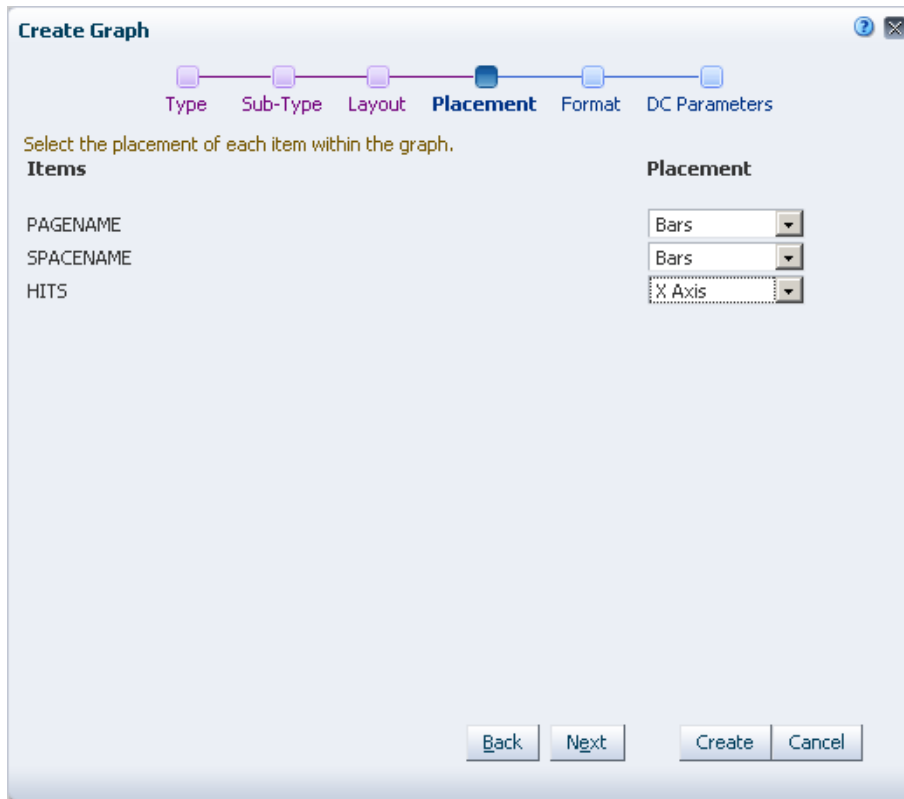 Create Graph
Type Sub-Type Layout Placement Format DC Parameters
Select the placement of each item within the graph.
Items Placement
PAGENAME Bars
SPACENAME Bars
HITS X Axis
Back Next Create Cancel